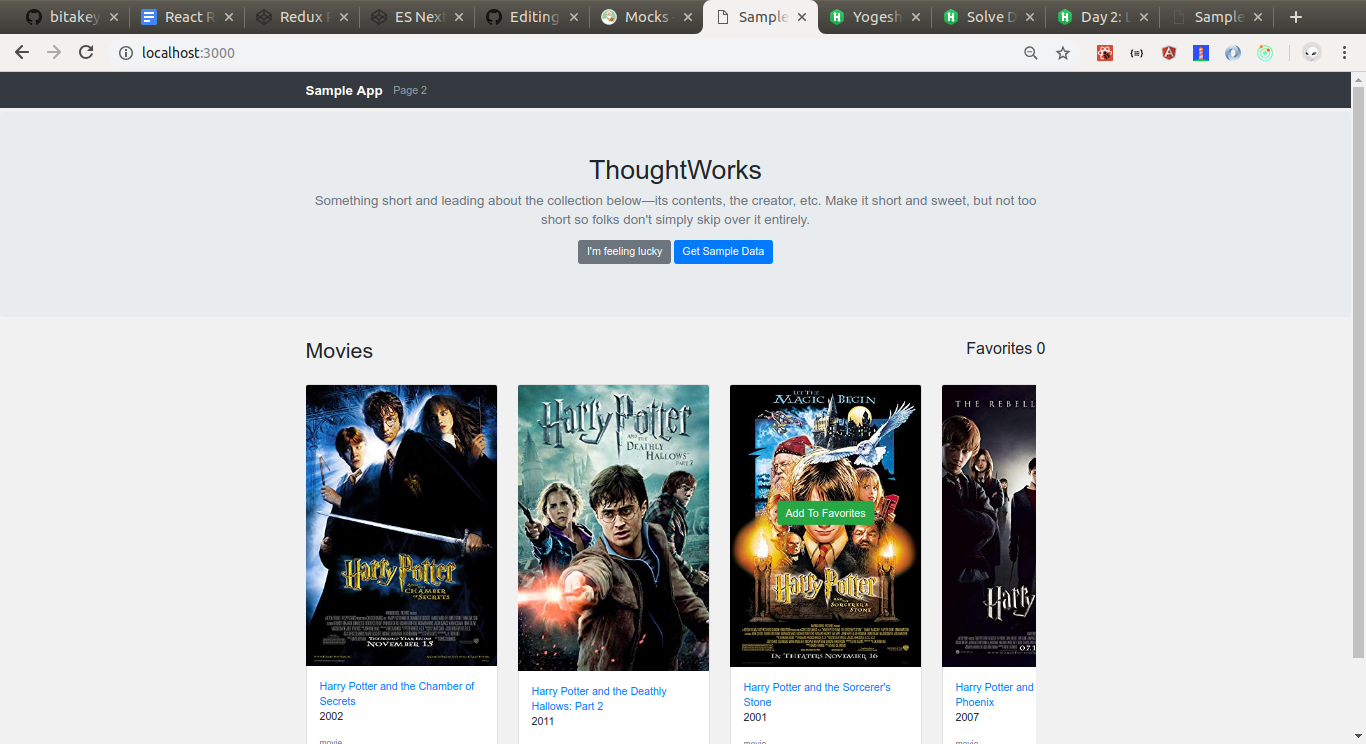 bitakey
React R
Redux
ES Nex
Editing
Mocks
Sample
Yogesh
Solve D
Day 2:
Sample
localhost:3000
Sample App Page 2
ThoughtWorks
Something short and leading about the collection below—its contents, the creator, etc. Make it short and sweet, but not too
short so folks don't simply skip over it entirely.
I'm feeling lucky Get Sample Data
Movies
Favorites 0
Harry Potter
AND THE
CHAMBER OF
SECRETS
NOVEMBER 15
Harry Potter
AND THE
DEATHLY
HALLOWS
PART 2
LET THE
MAGIC BEGIN
Add To Favorites
Harry Potter
AND THE
SORCERER'S
STONE
IN THEATERS NOVEMBER 16
THE REBELL
Harry
07.1
Harry Potter and the Chamber of
Secrets
2002
movie
Harry Potter and the Deathly
Hallows: Part 2
2011
Harry Potter and the Sorcerer's
Stone
2001
movie
Harry Potter and
Phoenix
2007
movie